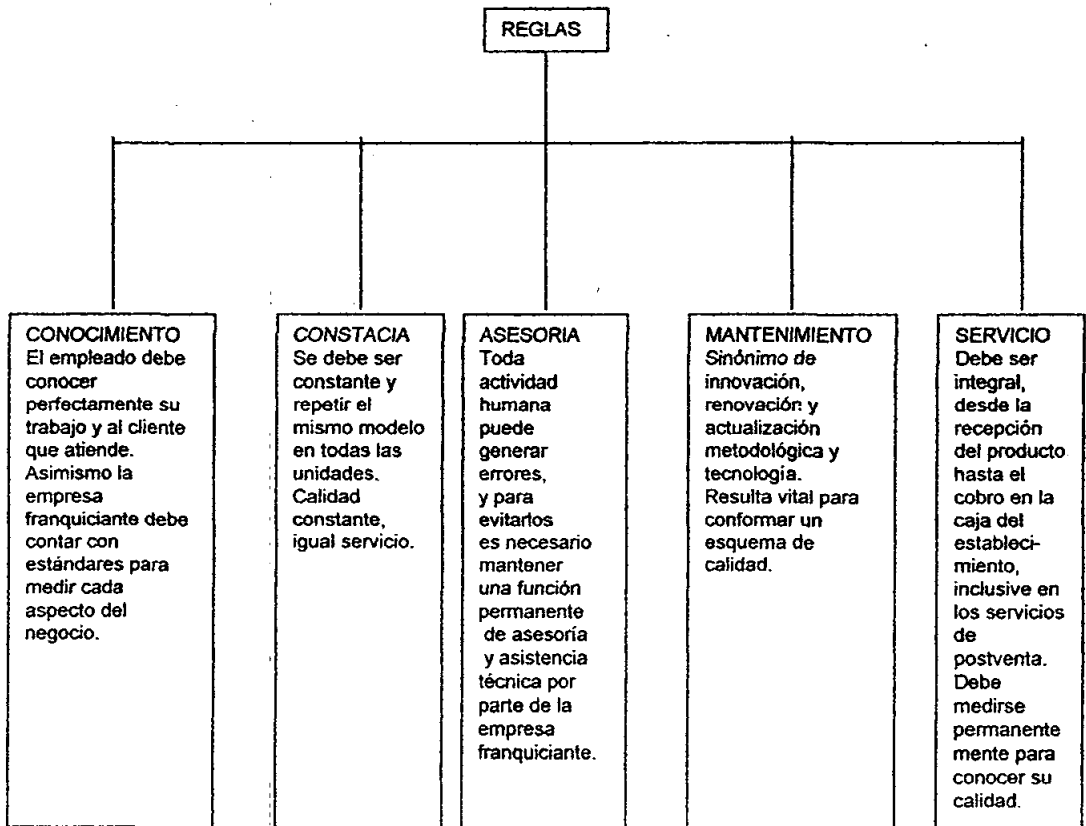 REGLAS
CONOCIMIENTO
El empleado debe
conocer
perfectamente su
trabajo y al cliente
que atiende.
Asimismo la
empresa
franquiciante debe
contar con
estándares para
medir cada
aspecto del
negocio.
CONSTACIA
Se debe ser
constante y
repetir el
mismo modelo
en todas las
unidades.
Calidad
constante,
igual servicio.
ASESORIA
Toda
actividad
humana
puede
generar
errores,
y para
evitarlos
es necesario
mantener
una función
permanente
de asesoría
y asistencia
técnica por
parte de la
empresa
franquiciante.
MANTENIMIENTO
Sinónimo de
innovación,
renovación y
actualización
metodológica y
tecnología.
Resulta vital para
conformar un
esquema de
calidad.
SERVICIO
Debe ser
integral,
desde la
recepción
del producto
hasta el
cobro en la
caja del
estableci-
miento,
inclusive en
los servicios
de
postventa.
Debe
medirse
permanente
mente para
conocer su
calidad.